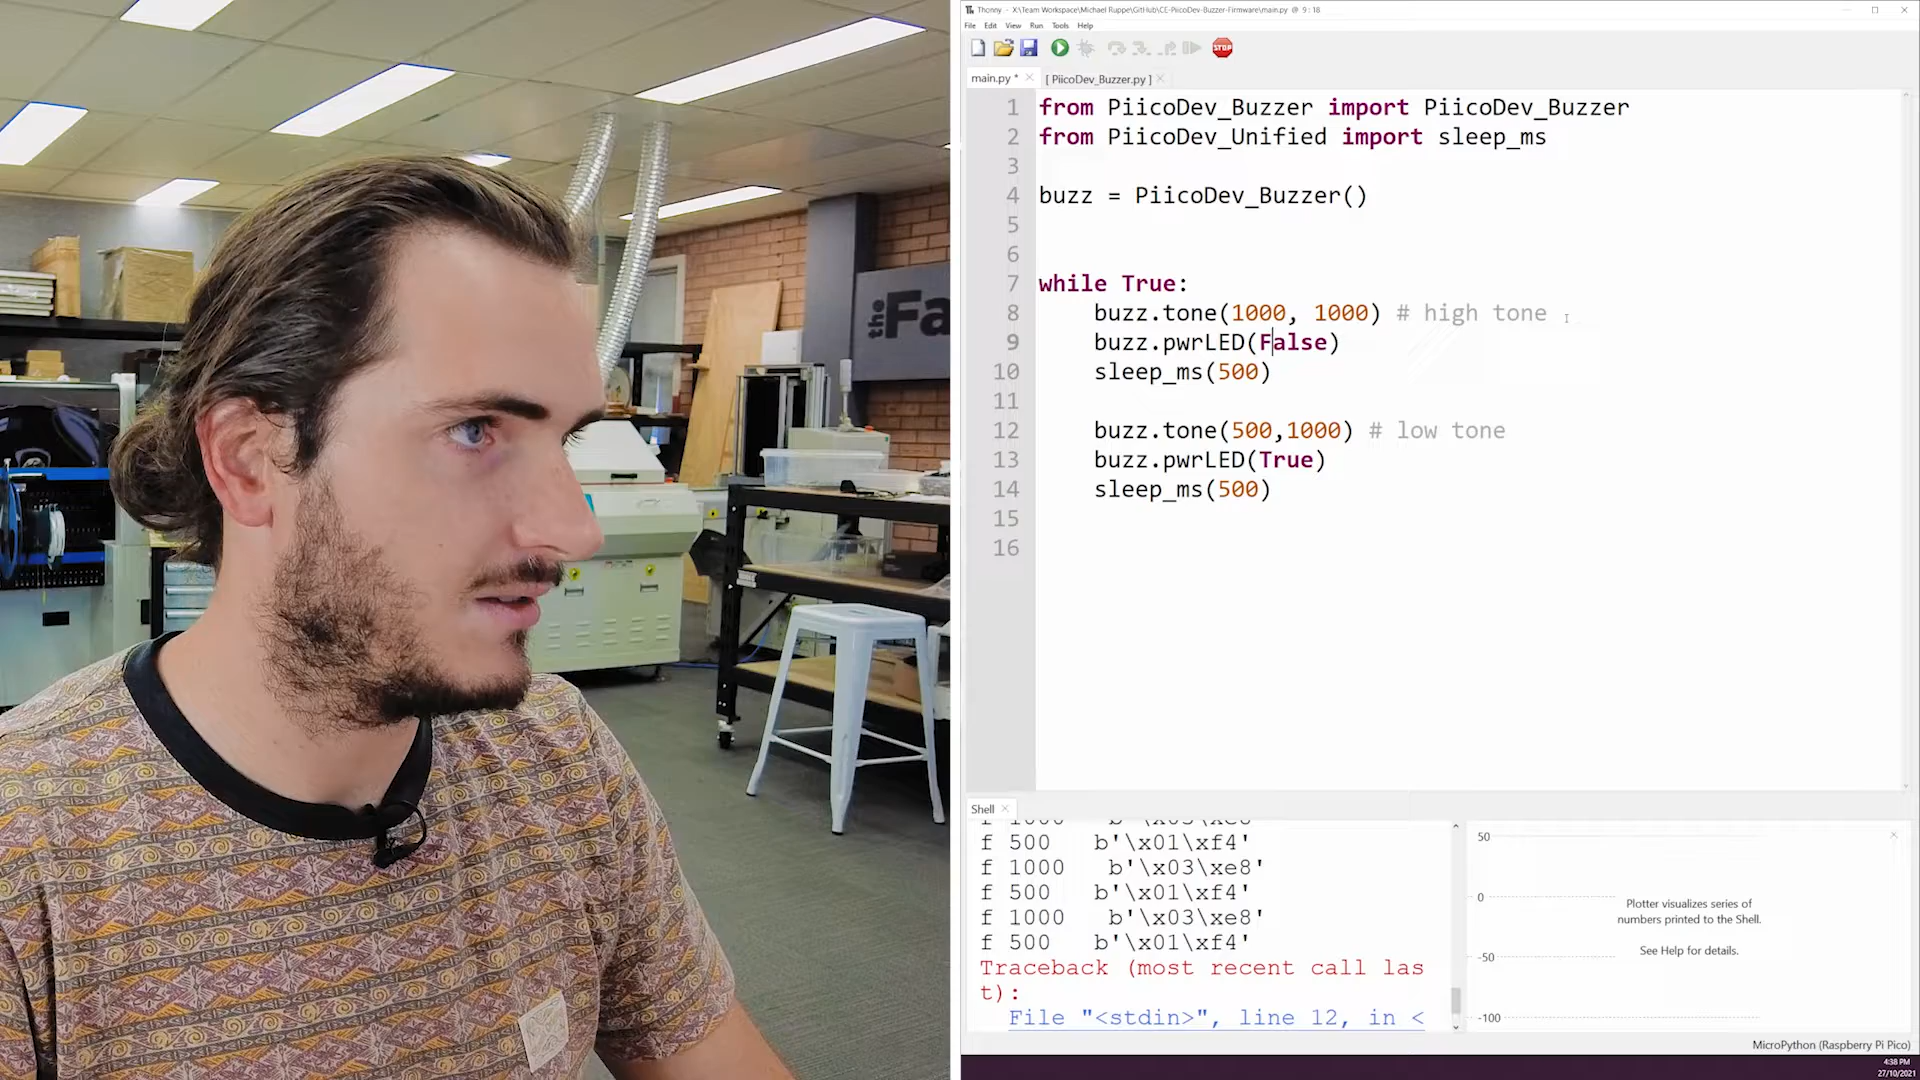 the Fa
Thonny - X:\Team Workspace\Michael Ruppe\GitHub\CE-PiicoDev-Buzzer-Firmware\main.py @ 9 : 18
File Edit View Run Tools Help
STOP
main.py * [ PiicoDev_Buzzer.py ]
1 from PiicoDev_Buzzer import PiicoDev_Buzzer
2 from PiicoDev_Unified import sleep_ms
3
4 buzz = PiicoDev_Buzzer()
5
6
7 while True:
8 buzz.tone(1000, 1000) # high tone
9 buzz.pwrLED(False)
10 sleep_ms(500)
11
12 buzz.tone(500,1000) # low tone
13 buzz.pwrLED(True)
14 sleep_ms(500)
15
16
Shell
f 1000 b'\x03\xe8'
f 500 b'\x01\xf4'
f 1000 b'\x03\xe8'
f 500 b'\x01\xf4'
f 1000 b'\x03\xe8'
f 500 b'\x01\xf4'
Traceback (most recent call las
t):
File "<stdin>", line 12, in <
50
0
-50
-100
Plotter visualizes series of
numbers printed to the Shell.
See Help for details.
MicroPython (Raspberry Pi Pico)
4:38 PM
27/10/2021